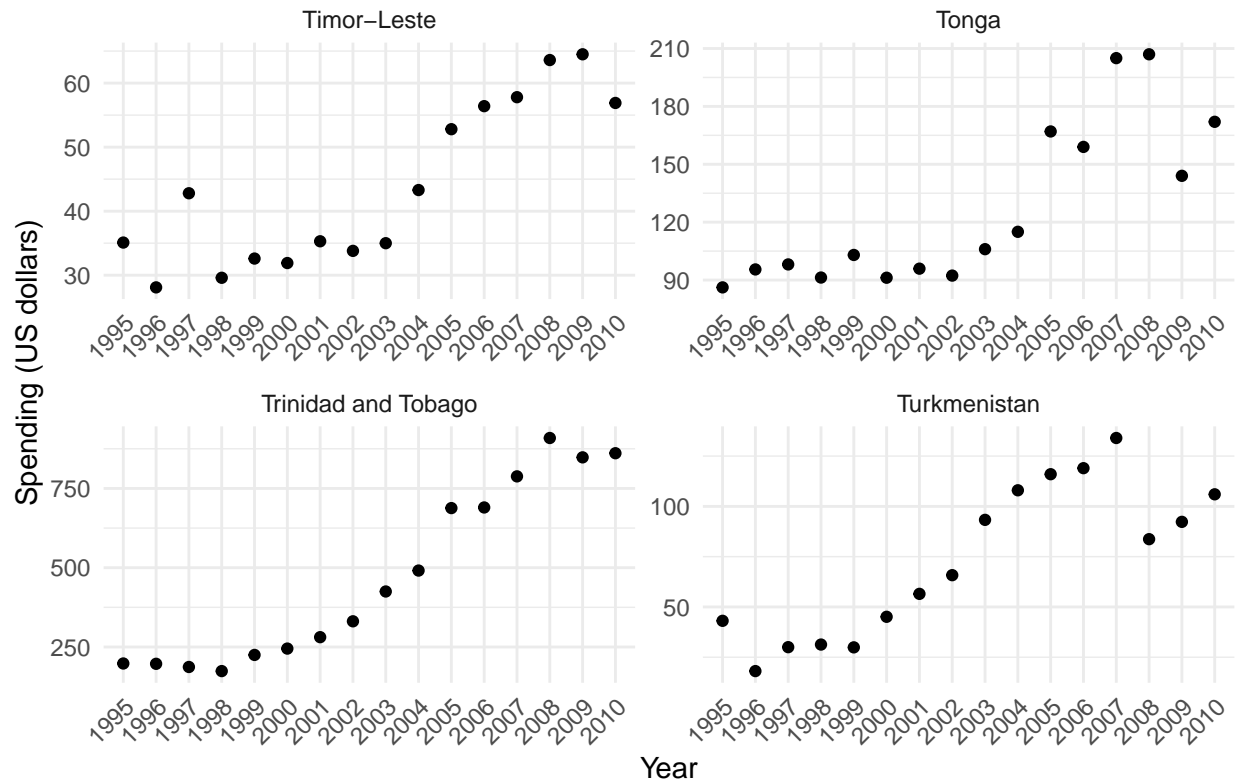 Timor−Leste
Tonga
60
50
40
30
210
180
150
120
90
1995 1996 1997 1998 1999 2000 2001 2002 2003 2004 2005 2006 2007 2008 2009 2010
1995 1996 1997 1998 1999 2000 2001 2002 2003 2004 2005 2006 2007 2008 2009 2010
Spending (US dollars)
Trinidad and Tobago
Turkmenistan
750
500
250
100
50
1995 1996 1997 1998 1999 2000 2001 2002 2003 2004 2005 2006 2007 2008 2009 2010
1995 1996 1997 1998 1999 2000 2001 2002 2003 2004 2005 2006 2007 2008 2009 2010
Year